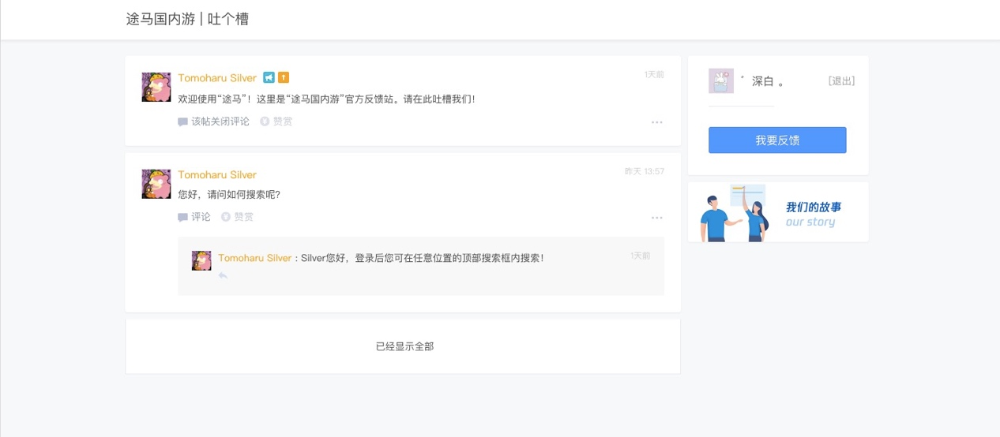 途马国内游 | 吐个槽
Tomoharu Silver
1天前
欢迎使用“途马”！这里是“途马国内游”官方反馈站。请在此吐槽我们！
该帖关闭评论 赞赏
Tomoharu Silver
昨天 13:57
您好，请问如何搜索呢？
评论 赞赏
Tomoharu Silver : Silver您好，登录后您可在任意位置的顶部搜索框内搜索！
1天前
已经显示全部
゛深白 。
[退出]
我要反馈
我们的故事
our story